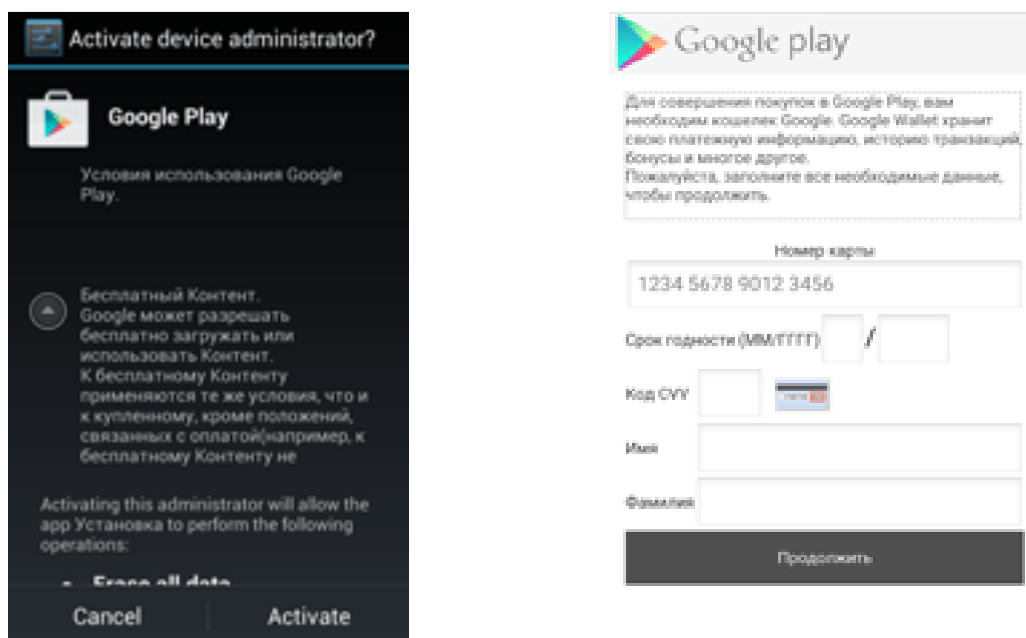 Activate device administrator?
Google Play
Условия использования Google
Play.
Бесплатный Контент.
Google может разрешать
бесплатно загружать или
использовать Контент.
К бесплатному Контенту
применяются те же условия, что и
к купленному, кроме положений,
связанных с оплатой(например, к
бесплатному Контенту не
Activating this administrator will allow the
app Установка to perform the following
operations:
Erase all data
Cancel Activate
Google play
Для совершения покупок в Google Play, вам
необходим кошелек Google. Google Wallet хранит
свою платежную информацию, историю транзакций,
бонусы и многое другое.
Пожалуйста, заполните все необходимые данные,
чтобы продолжить.
Номер карты
1234 5678 9012 3456
Срок годности (ММ/ГГГГ) /
Код CVV
Имя
Фамилия
Продолжить